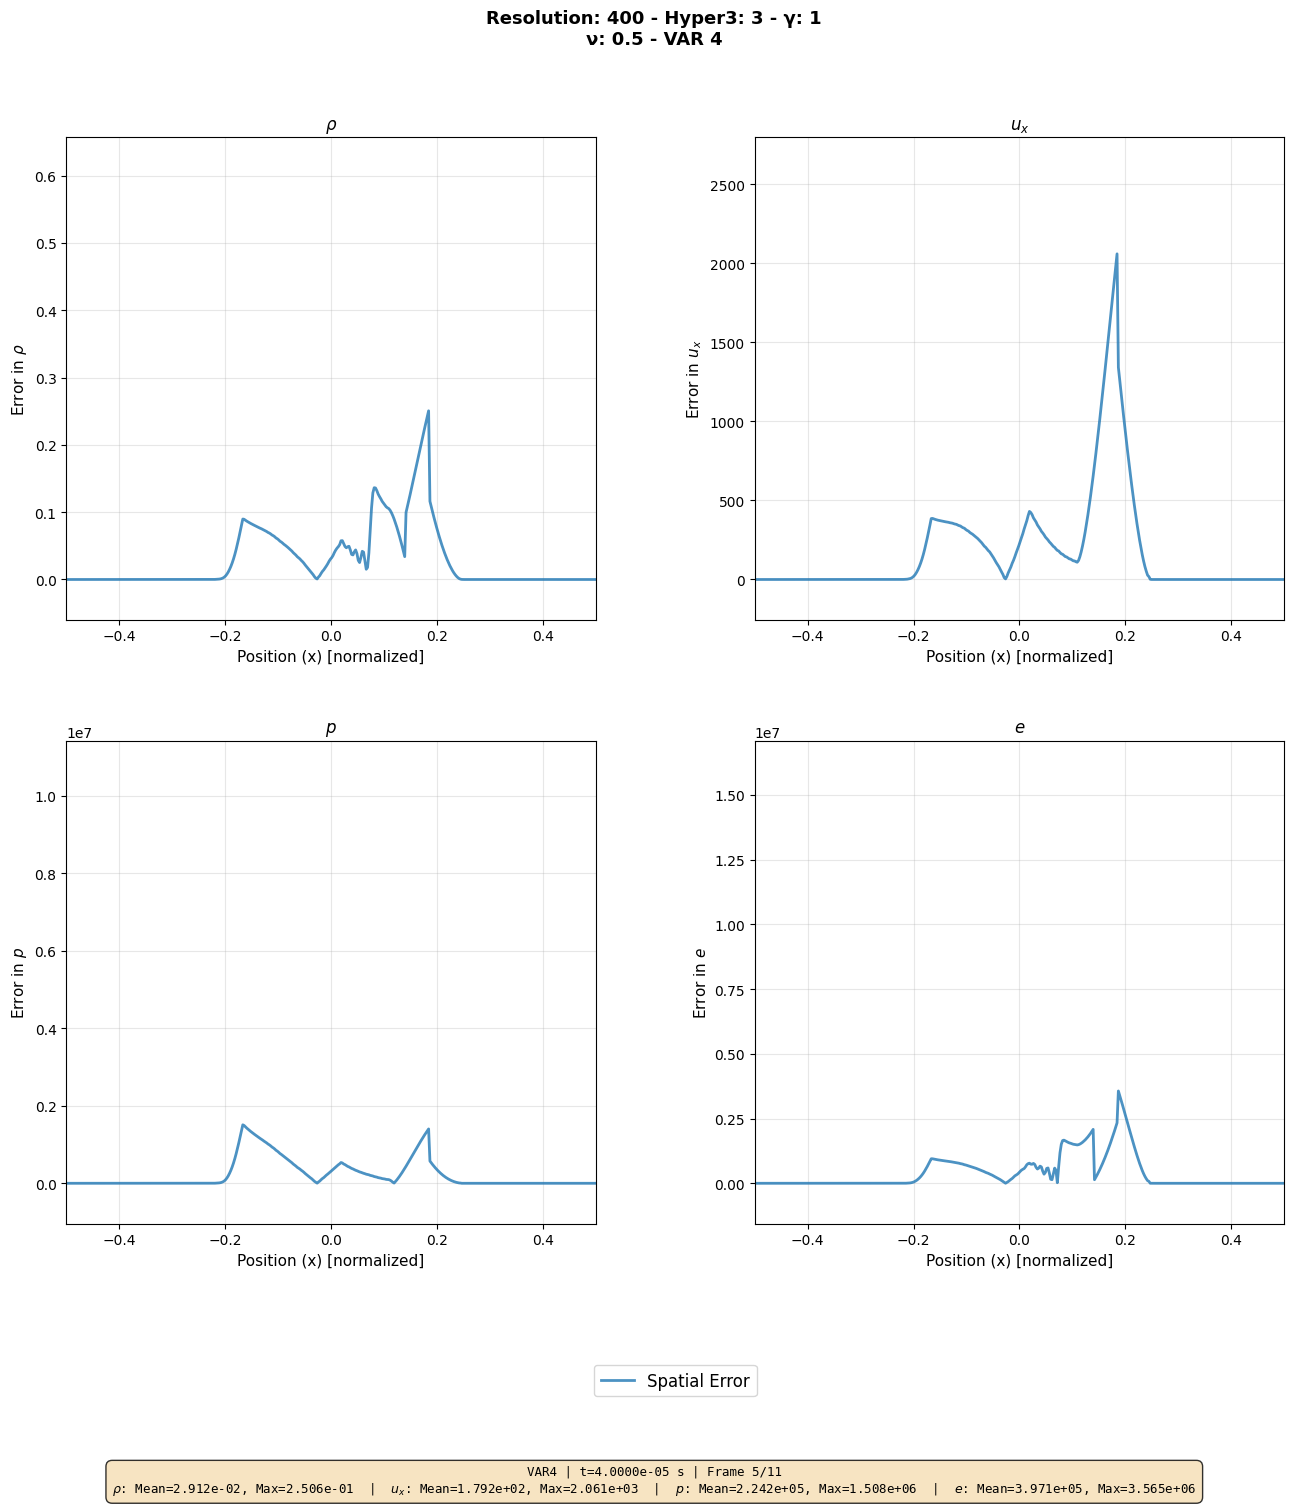 Resolution: 400 - Hyper3: 3 - γ: 1
ν: 0.5 - VAR 4
ρ
Error in ρ
0.6
0.5
0.4
0.3
0.2
0.1
0.0
−0.4 −0.2 0.0 0.2 0.4
Position (x) [normalized]
u_x
Error in u_x
2500
2000
1500
1000
500
0
−0.4 −0.2 0.0 0.2 0.4
Position (x) [normalized]
p
1e7
Error in p
1.0
0.8
0.6
0.4
0.2
0.0
−0.4 −0.2 0.0 0.2 0.4
Position (x) [normalized]
e
1e7
Error in e
1.50
1.25
1.00
0.75
0.50
0.25
0.00
−0.4 −0.2 0.0 0.2 0.4
Position (x) [normalized]
Spatial Error
VAR4 | t=4.0000e-05 s | Frame 5/11
ρ: Mean=2.912e-02, Max=2.506e-01 | u_x: Mean=1.792e+02, Max=2.061e+03 | p: Mean=2.242e+05, Max=1.508e+06 | e: Mean=3.971e+05, Max=3.565e+06